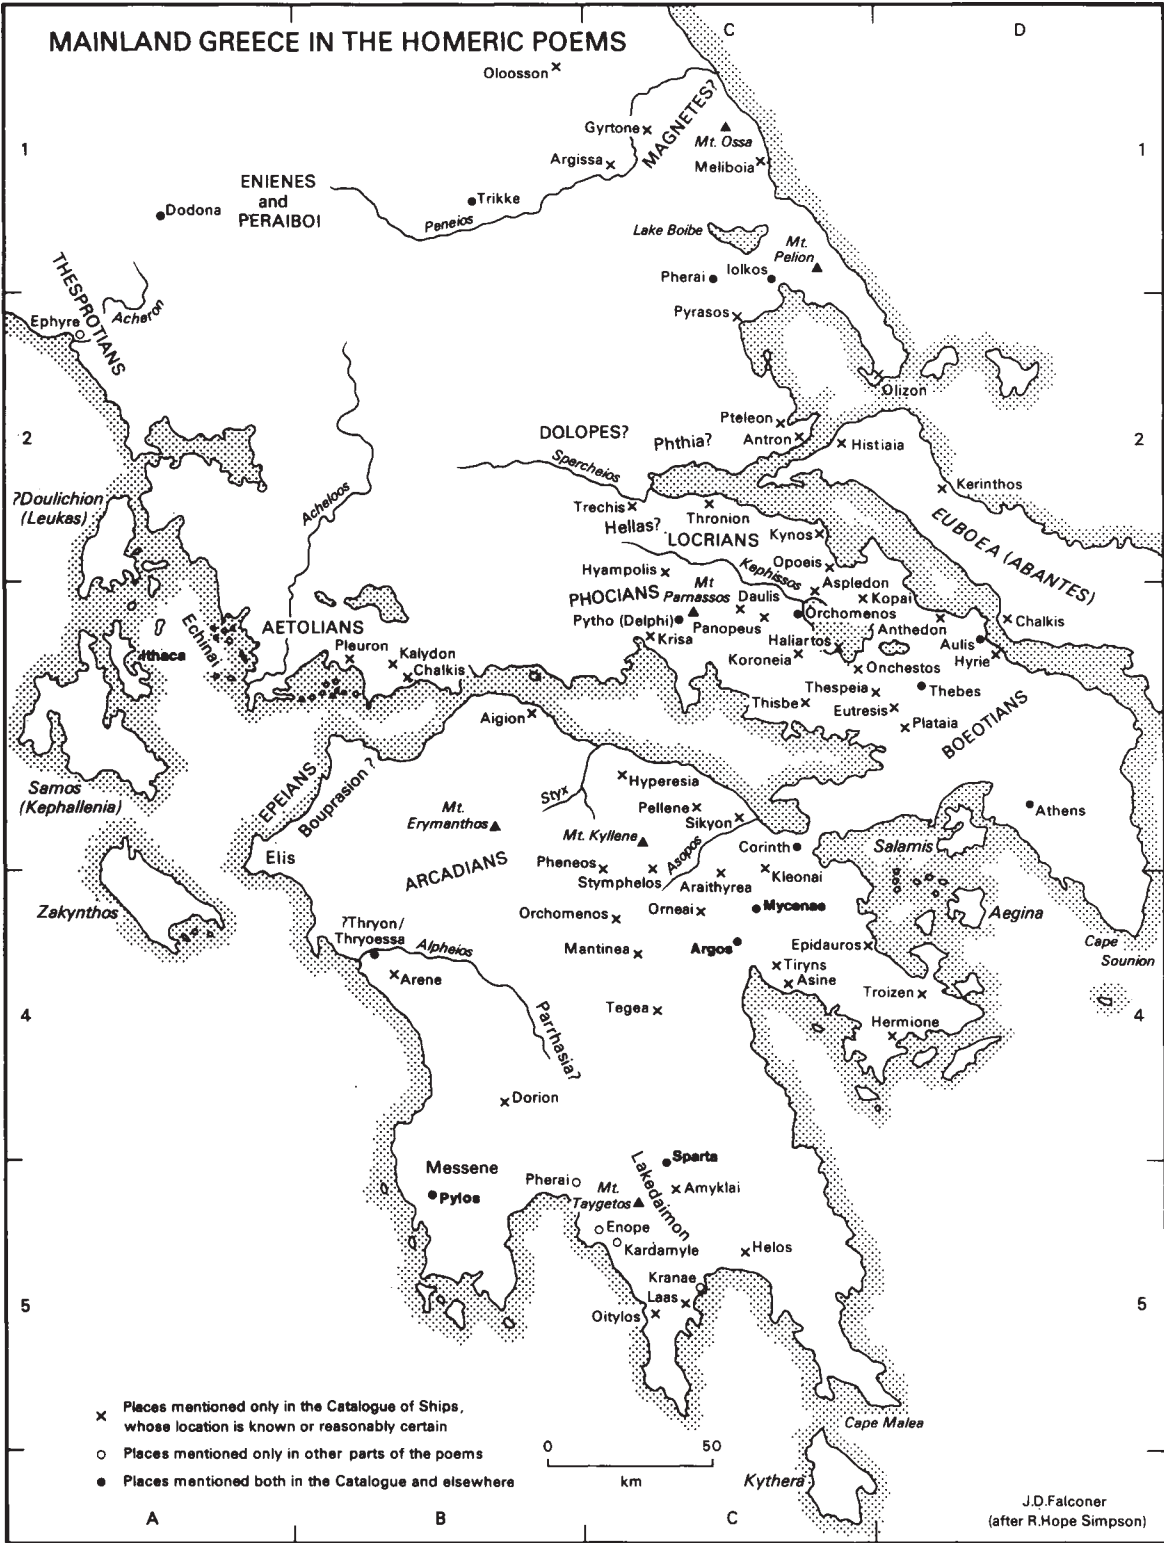 MAINLAND GREECE IN THE HOMERIC POEMS
C
D
Oloosson
Gyrtone
MAGNETES?
Mt. Ossa
1
Argissa
Meliboia
1
ENIENES
and
PERAIBOI
Trikke
Dodona
Peneios
Lake Boibe
Mt.
Pelion
THESPROTIANS
Pherai
Iolkos
Acheron
Ephyre
Pyrasos
Olizon
Pteleon
2
DOLOPES?
Phthia?
Antron
Histiaia
2
Spercheios
Kerinthos
?Doulichion
(Leukas)
Acheloos
Trechis
Thronion
Hellas?
LOCRIANS
Kynos
EUBOEA (ABANTES)
Opoeis
Hyampolis
Kephissos
Aspledon
Mt
Parnassos
PHOCIANS
Daulis
Kopai
Orchomenos
Pytho (Delphi)
Panopeus
Anthedon
Chalkis
Echinai
AETOLIANS
Krisa
Haliartos
Aulis
Ithaca
Pleuron
Kalydon
Koroneia
Hyrie
Chalkis
Onchestos
Thespeia
Thebes
Thisbe
Eutresis
Aigion
Plataia
BOEOTIANS
EPEIANS
Bouprasion ?
Samos
(Kephallenia)
Hyperesia
Styx
Mt.
Erymanthos
Pellene
Athens
Sikyon
Mt. Kyllene
Asopos
Corinth
Salamis
Elis
ARCADIANS
Pheneos
Stymphelos
Kleonai
Araithyrea
Zakynthos
Orchomenos
Orneai
Mycenae
Aegina
?Thryon/
Thryoessa
Alpheios
Mantinea
Argos
Epidauros
Cape
Sounion
Arene
Tiryns
Asine
Troizen
4
Parrhasia?
Tegea
Hermione
4
Dorion
Sparta
Messene
Lakedaimon
Pherai
Mt.
Taygetos
Amyklai
Pylos
Enope
Kardamyle
Helos
Kranae
5
Laas
5
Oitylos
Places mentioned only in the Catalogue of Ships,
whose location is known or reasonably certain
Cape Malea
Places mentioned only in other parts of the poems
0 50
km
Places mentioned both in the Catalogue and elsewhere
Kythera
J.D.Falconer
(after R.Hope Simpson)
A
B
C